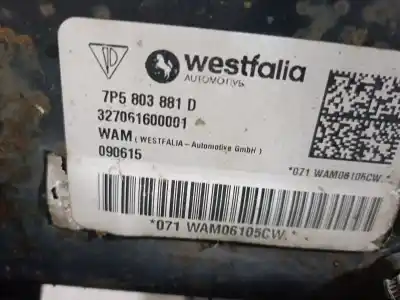 westfalia
AUTOMOTIVE
7P5 803 881 D
327061600001
WAM ( WESTFALIA - Automotive GmbH )
090615
*071 WAM06105CW.*
*071 WAM06105CW.*